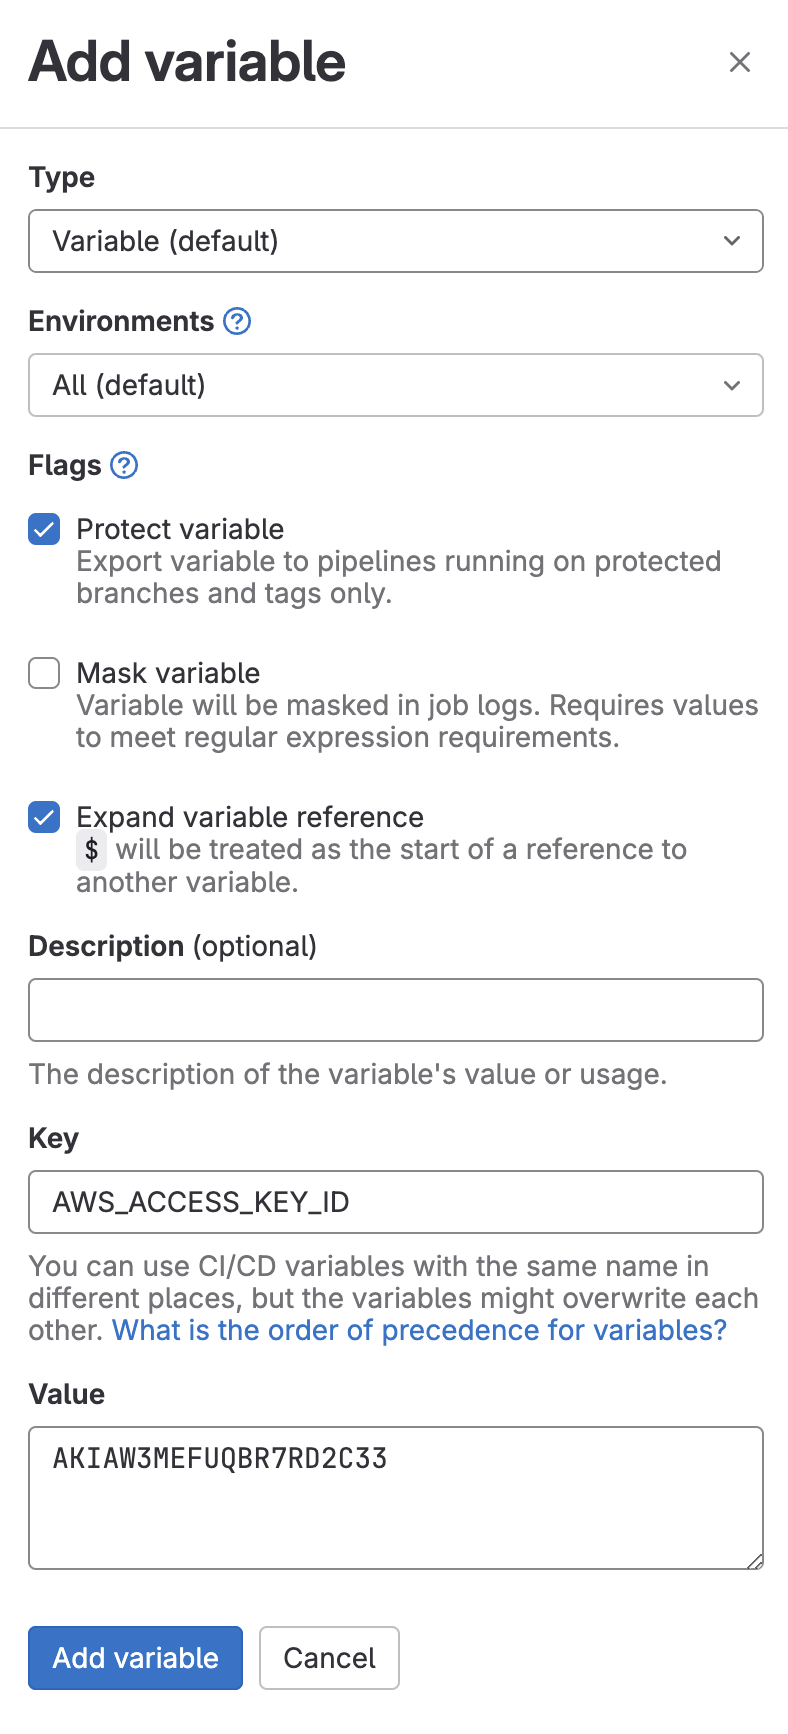 Add variable
Type
Variable (default)
Environments
All (default)
Flags
Protect variable
Export variable to pipelines running on protected
branches and tags only.
Mask variable
Variable will be masked in job logs. Requires values
to meet regular expression requirements.
Expand variable reference
$ will be treated as the start of a reference to
another variable.
Description (optional)
The description of the variable's value or usage.
Key
AWS_ACCESS_KEY_ID
You can use CI/CD variables with the same name in
different places, but the variables might overwrite each
other. What is the order of precedence for variables?
Value
AKIAW3MEFUQBR7RD2C33
Add variable
Cancel